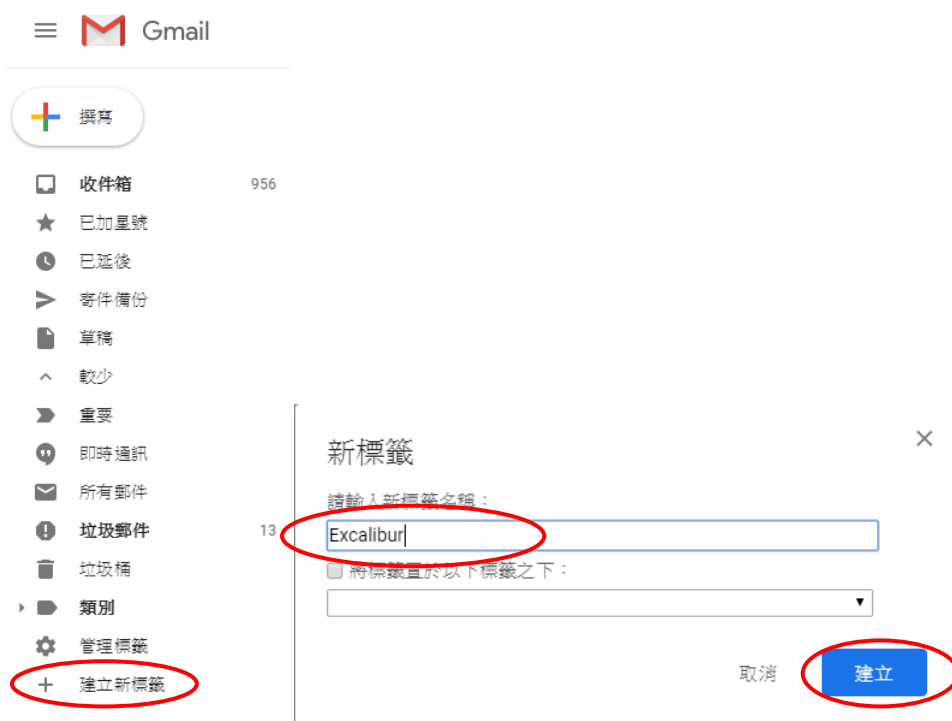 Gmail
撰寫
收件箱 956
已加星號
已延後
寄件備份
草稿
較少
重要
即時通訊
所有郵件
垃圾郵件 13
垃圾桶
類別
管理標籤
建立新標籤
新標籤
請輸入新標籤名稱：
Excalibur
將標籤置於以下標籤之下：
取消 建立